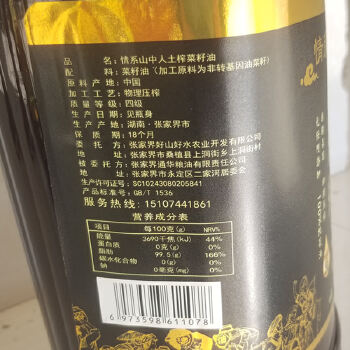 品名：情系山中人土榨菜籽油
配料：菜籽油（加工原料为非转基因油菜籽）
原料产地：中国
加工工艺：物理压榨
质量等级：四级
生产日期：见瓶身
产地：湖南·张家界市
保质期：18个月
委托方：张家界好山好水农业开发有限公司
地址：张家界市桑植县上洞街乡上洞街村
被委托方：张家界通华粮油有限责任公司
地址：张家界市永定区二家河居委会
生产许可证号：SC10243080205841
产品标准号：GB/T 1536
服务热线：15107441861
营养成分表
项目 每100克(g) NRV%
能量 3690千焦(kJ) 44%
蛋白质 0克(g) 0%
脂肪 99.5(g) 166%
碳水化合物 0(g) 0%
钠 0毫克(mg) 0%
6973598611078
情